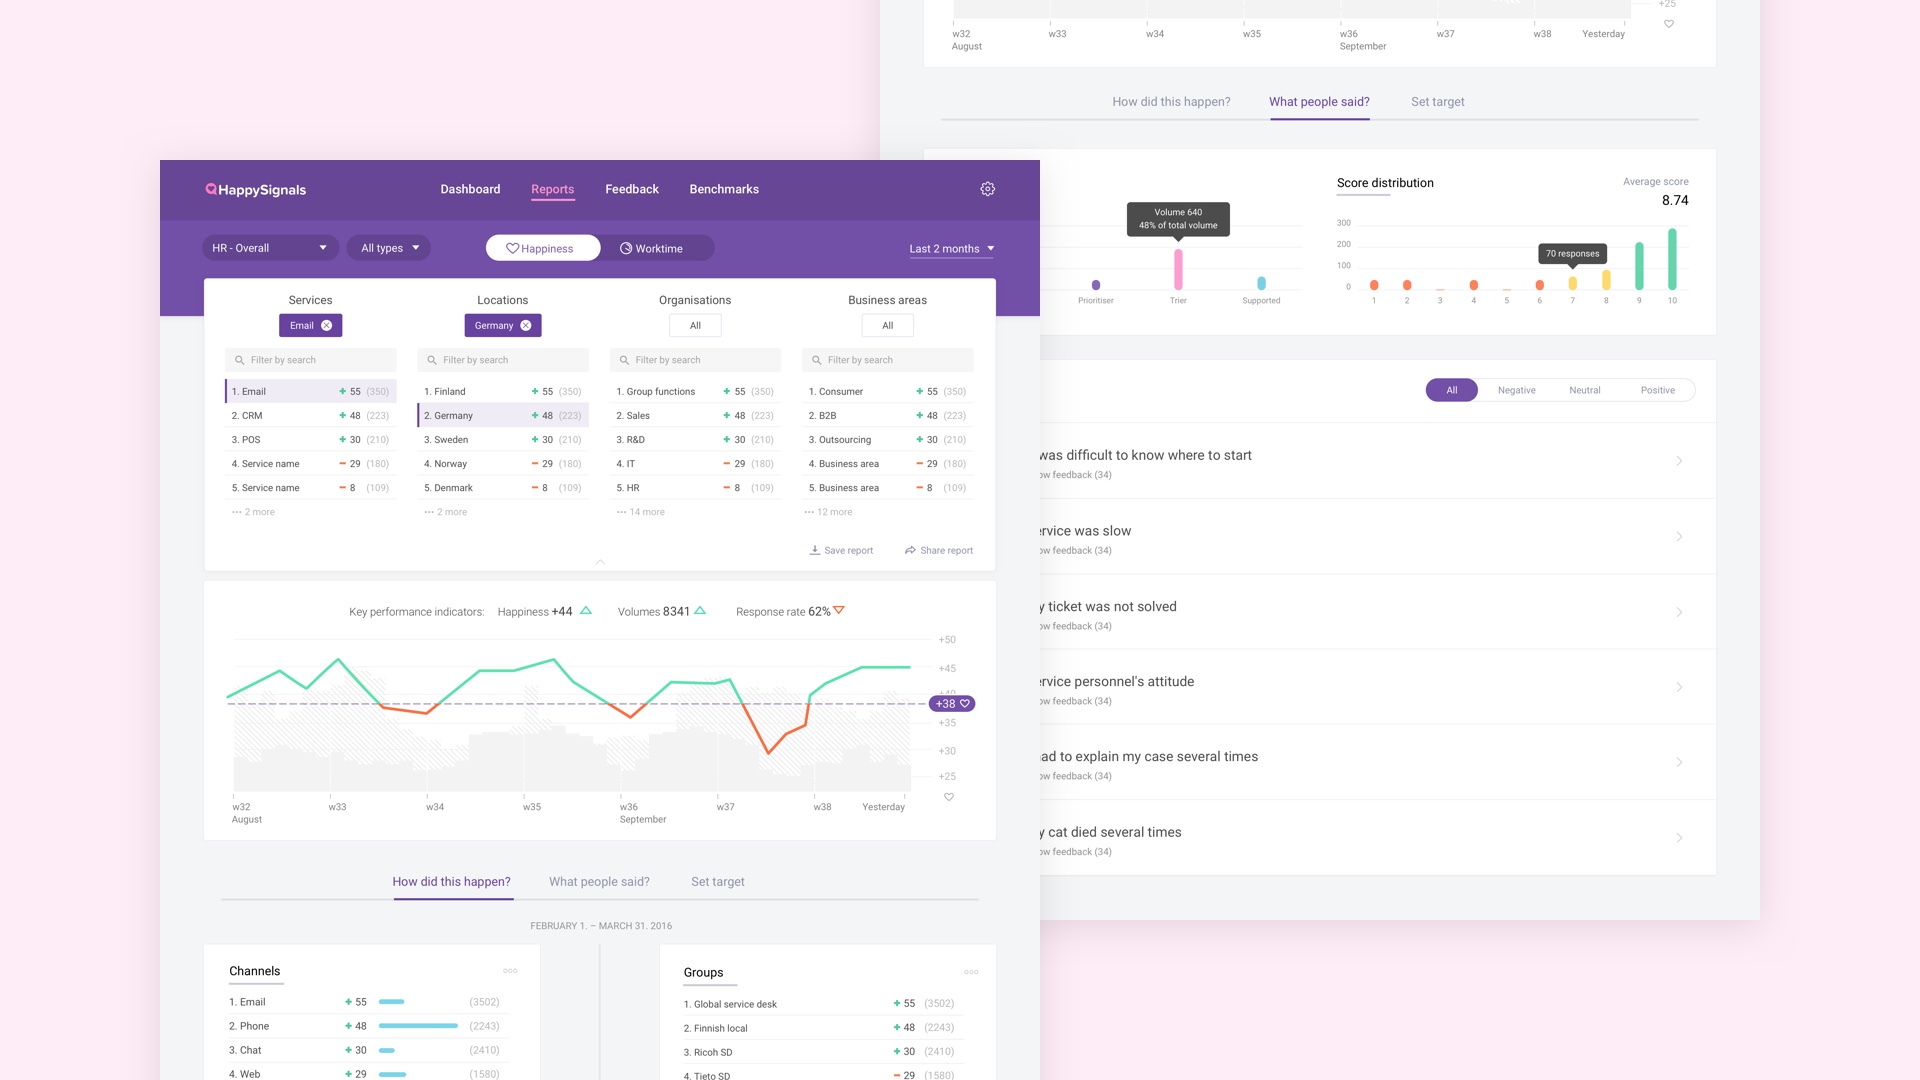 HappySignals
Dashboard
Reports
Feedback
Benchmarks
HR - Overall
All types
Happiness
Worktime
Last 2 months
Services
Email
Filter by search
1. Email + 55 (350)
2. CRM + 48 (223)
3. POS + 30 (210)
4. Service name - 29 (180)
5. Service name - 8 (109)
··· 2 more
Locations
Germany
Filter by search
1. Finland + 55 (350)
2. Germany + 48 (223)
3. Sweden + 30 (210)
4. Norway - 29 (180)
5. Denmark - 8 (109)
··· 2 more
Organisations
All
Filter by search
1. Group functions + 55 (350)
2. Sales + 48 (223)
3. R&D + 30 (210)
4. IT - 29 (180)
5. HR - 8 (109)
··· 14 more
Business areas
All
Filter by search
1. Consumer + 55 (350)
2. B2B + 48 (223)
3. Outsourcing + 30 (210)
4. Business area - 29 (180)
5. Business area - 8 (109)
··· 12 more
Save report
Share report
Key performance indicators: Happiness +44 Volumes 8341 Response rate 62%
+50
+45
+40
+38
+35
+30
+25
w32 w33 w34 w35 w36 w37 w38 Yesterday
August September
How did this happen?
What people said?
Set target
FEBRUARY 1. – MARCH 31. 2016
Channels
1. Email + 55 (3502)
2. Phone + 48 (2243)
3. Chat + 30 (2410)
4. Web + 29 (1580)
Groups
1. Global service desk + 55 (3502)
2. Finnish local + 48 (2243)
3. Ricoh SD + 30 (2410)
4. Tieto SD - 29 (1580)
+25
w32 w33 w34 w35 w36 w37 w38 Yesterday
August September
How did this happen?
What people said?
Set target
Volume 640
48% of total volume
Prioritiser
Trier
Supported
Score distribution
Average score
8.74
300
200
100
0
70 responses
1 2 3 4 5 6 7 8 9 10
All
Negative
Neutral
Positive
was difficult to know where to start
ow feedback (34)
ervice was slow
ow feedback (34)
y ticket was not solved
ow feedback (34)
ervice personnel's attitude
ow feedback (34)
ad to explain my case several times
ow feedback (34)
y cat died several times
ow feedback (34)